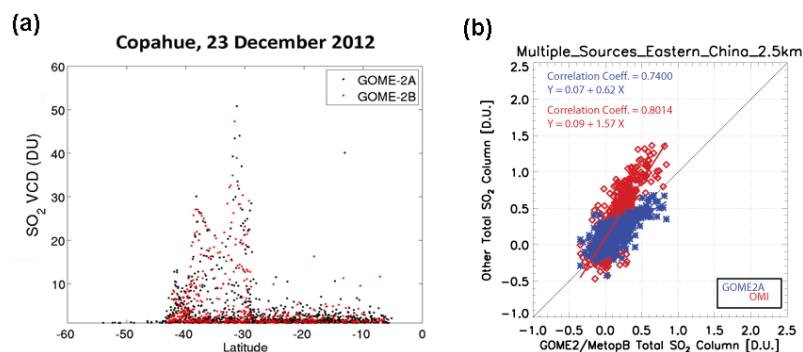 (a)
Copahue, 23 December 2012
GOME-2A
GOME-2B
SO2 VCD (DU)
60
50
40
30
20
10
-60
-50
-40
-30
-20
-10
0
Latitude
(b)
Multiple_Sources_Eastern_China_2.5km
Correlation Coeff. = 0.7400
Y = 0.07 + 0.62 X
Correlation Coeff. = 0.8014
Y = 0.09 + 1.57 X
Other Total SO2 Column [D.U.]
2.5
2.0
1.5
1.0
0.5
0.0
-0.5
-1.0
GOME2A
OMI
-1.0 -0.5 0.0 0.5 1.0 1.5 2.0 2.5
GOME2/MetopB Total SO2 Column [D.U.]